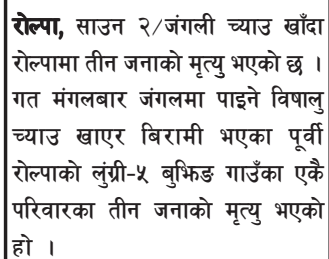 रोल्पा, साउन २/जंगली च्याउ खाँदा
रोल्पामा तीन जनाको मृत्यु भएको छ ।
गत मंगलबार जंगलमा पाइने विषालु
च्याउ खाएर बिरामी भएका पूर्वी
रोल्पाको लुंग्री-५ बुझिङ गाउँका एकै
परिवारका तीन जनाको मृत्यु भएको
हो ।